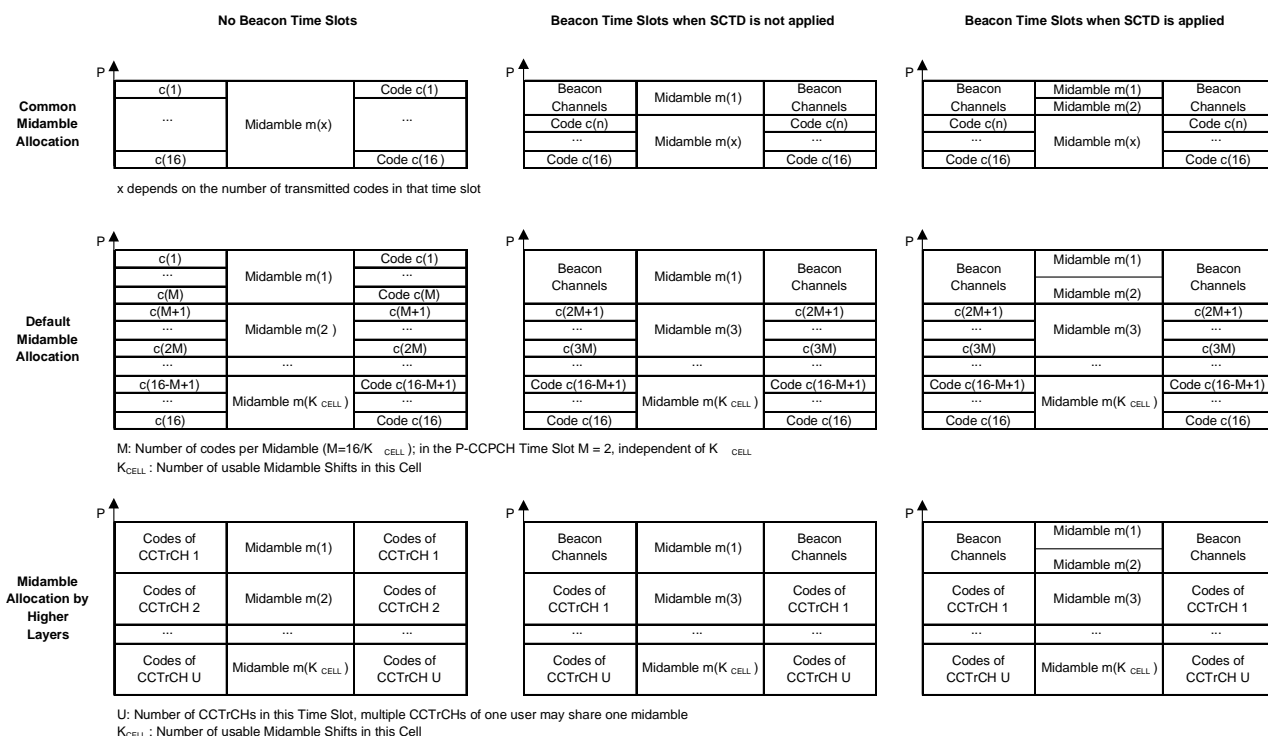 No Beacon Time Slots
Beacon Time Slots when SCTD is not applied
Beacon Time Slots when SCTD is applied
Common
Midamble
Allocation
P
c(1)
...
c(16)
Midamble m(x)
Code c(1)
...
Code c(16)
P
Beacon
Channels
Code c(n)
...
Code c(16)
Midamble m(1)
Midamble m(x)
Beacon
Channels
Code c(n)
...
Code c(16)
P
Beacon
Channels
Code c(n)
...
Code c(16)
Midamble m(1)
Midamble m(2)
Midamble m(x)
Beacon
Channels
Code c(n)
...
Code c(16)
x depends on the number of transmitted codes in that time slot
Default
Midamble
Allocation
P
c(1)
...
c(M)
c(M+1)
...
c(2M)
...
c(16-M+1)
...
c(16)
Midamble m(1)
Midamble m(2 )
...
Midamble m(K CELL )
Code c(1)
...
Code c(M)
c(M+1)
...
c(2M)
...
Code c(16-M+1)
...
Code c(16)
P
Beacon
Channels
c(2M+1)
...
c(3M)
...
Code c(16-M+1)
...
Code c(16)
Midamble m(1)
Midamble m(3)
...
Midamble m(K CELL )
Beacon
Channels
c(2M+1)
...
c(3M)
...
Code c(16-M+1)
...
Code c(16)
P
Beacon
Channels
c(2M+1)
...
c(3M)
...
Code c(16-M+1)
...
Code c(16)
Midamble m(1)
Midamble m(2)
Midamble m(3)
...
Midamble m(K CELL )
Beacon
Channels
c(2M+1)
...
c(3M)
...
Code c(16-M+1)
...
Code c(16)
M: Number of codes per Midamble (M=16/K CELL ); in the P-CCPCH Time Slot M = 2, independent of K CELL
KCELL : Number of usable Midamble Shifts in this Cell
Midamble
Allocation by
Higher
Layers
P
Codes of
CCTrCH 1
Codes of
CCTrCH 2
...
Codes of
CCTrCH U
Midamble m(1)
Midamble m(2)
...
Midamble m(K CELL )
Codes of
CCTrCH 1
Codes of
CCTrCH 2
...
Codes of
CCTrCH U
P
Beacon
Channels
Codes of
CCTrCH 1
...
Codes of
CCTrCH U
Midamble m(1)
Midamble m(3)
...
Midamble m(K CELL )
Beacon
Channels
Codes of
CCTrCH 1
...
Codes of
CCTrCH U
P
Beacon
Channels
Codes of
CCTrCH 1
...
Codes of
CCTrCH U
Midamble m(1)
Midamble m(2)
Midamble m(3)
...
Midamble m(K CELL )
Beacon
Channels
Codes of
CCTrCH 1
...
Codes of
CCTrCH U
U: Number of CCTrCHs in this Time Slot, multiple CCTrCHs of one user may share one midamble
KCELL : Number of usable Midamble Shifts in this Cell